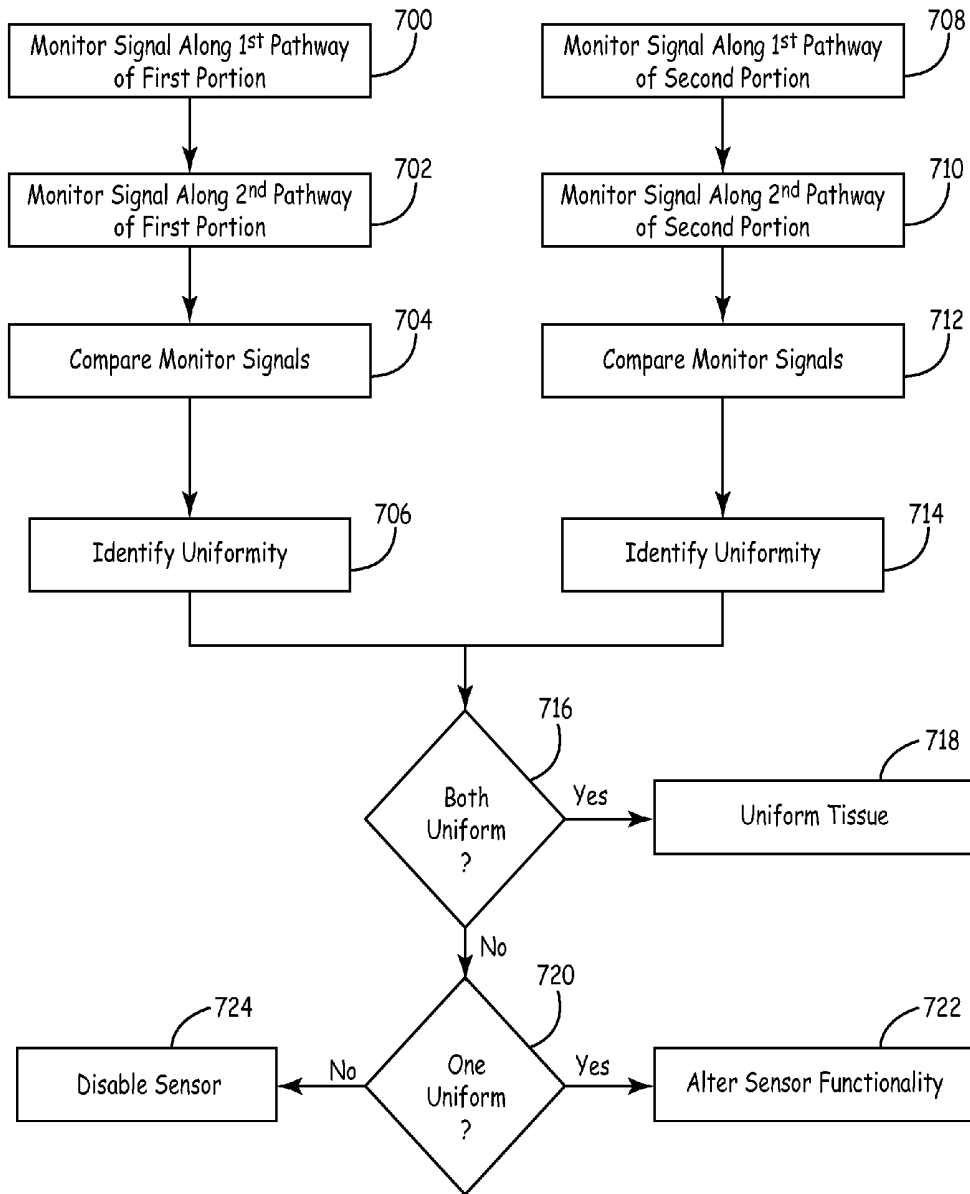 700
Monitor Signal Along 1st Pathway
of First Portion
708
Monitor Signal Along 1st Pathway
of Second Portion
702
Monitor Signal Along 2nd Pathway
of First Portion
710
Monitor Signal Along 2nd Pathway
of Second Portion
704
Compare Monitor Signals
712
Compare Monitor Signals
706
Identify Uniformity
714
Identify Uniformity
716
Both
Uniform
?
Yes
718
Uniform Tissue
No
720
One
Uniform
?
Yes
722
Alter Sensor Functionality
No
724
Disable Sensor